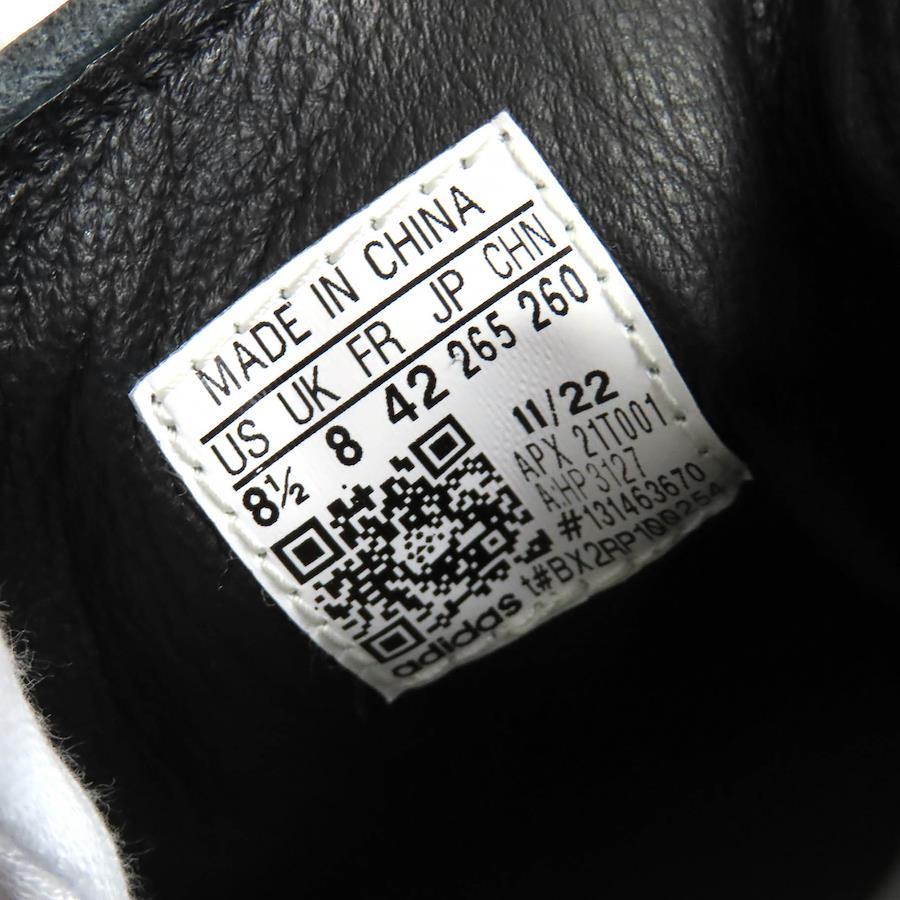 MADE IN CHINA
US UK FR JP CHN
8½ 8 42 265 260
11/22
APX 21T001
AHP3127
#131463670
t#BX2RP100254
adidas